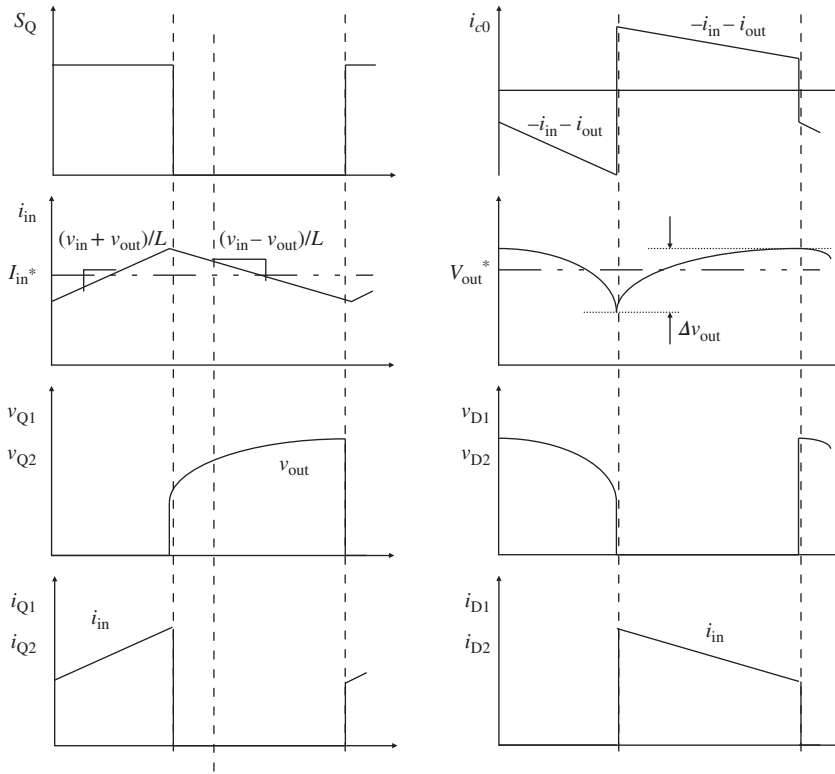 S_Q
i_in
(v_in + v_out)/L
(v_in – v_out)/L
I_in*
v_Q1
v_Q2
v_out
i_Q1
i_Q2
i_in
i_c0
–i_in – i_out
–i_in – i_out
V_out*
Δv_out
v_D1
v_D2
i_D1
i_D2
i_in